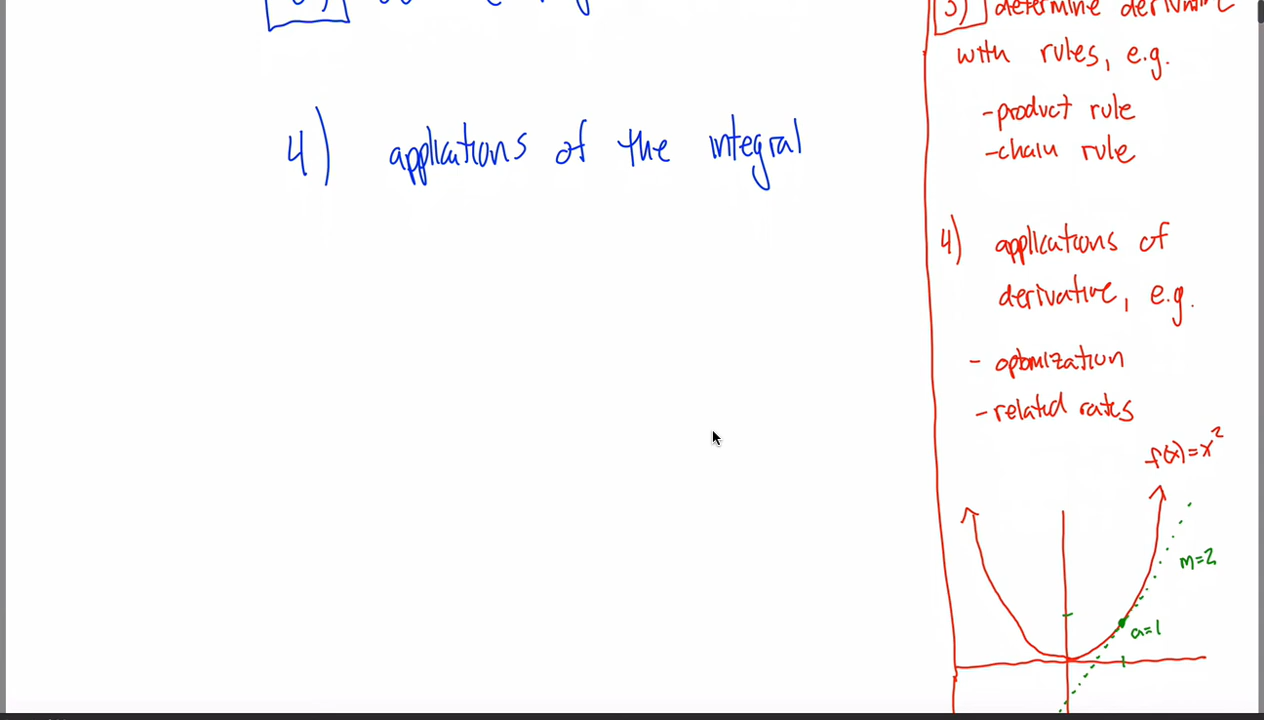 4) applications of the integral
3) determine derivative
with rules, e.g.
-product rule
-chain rule
4) applications of
derivative, e.g.
- optimization
-related rates
f(x)=x²
m=2
a=1